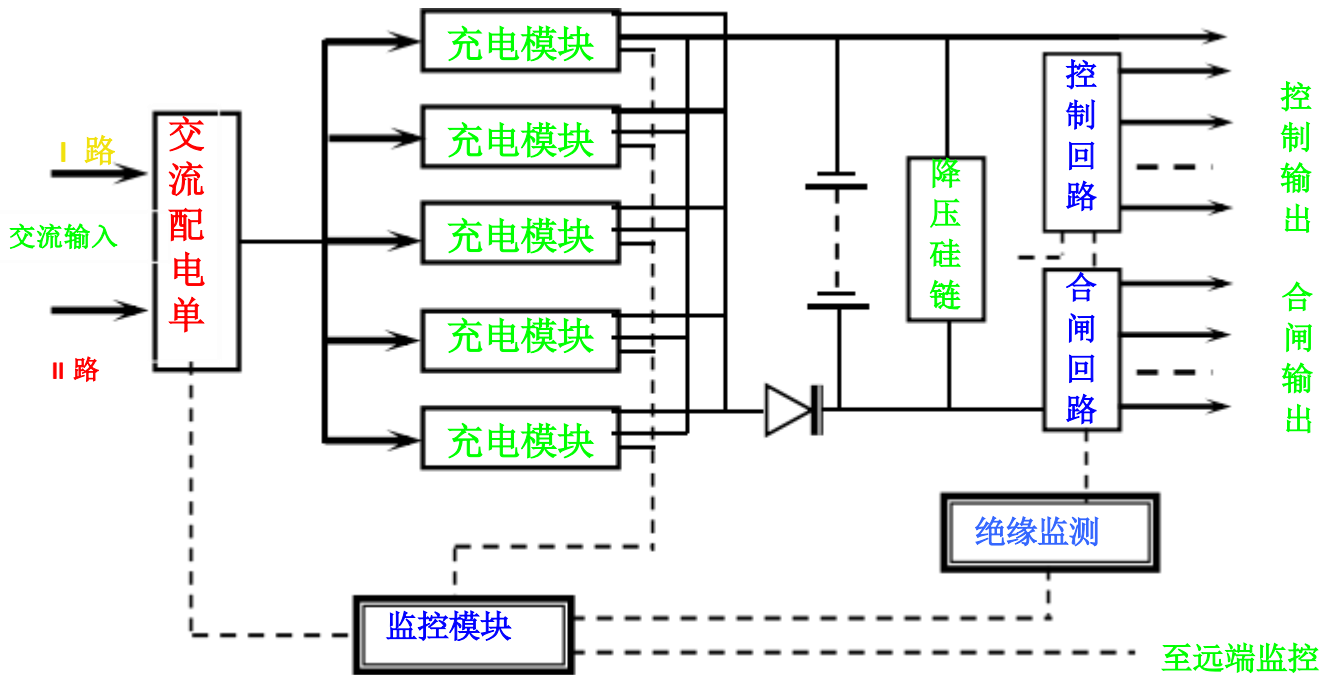 I 路
交流输入
II 路
交流配电单
充电模块
充电模块
充电模块
充电模块
充电模块
降压硅链
控制回路
合闸回路
控制输出
合闸输出
绝缘监测
监控模块
至远端监控